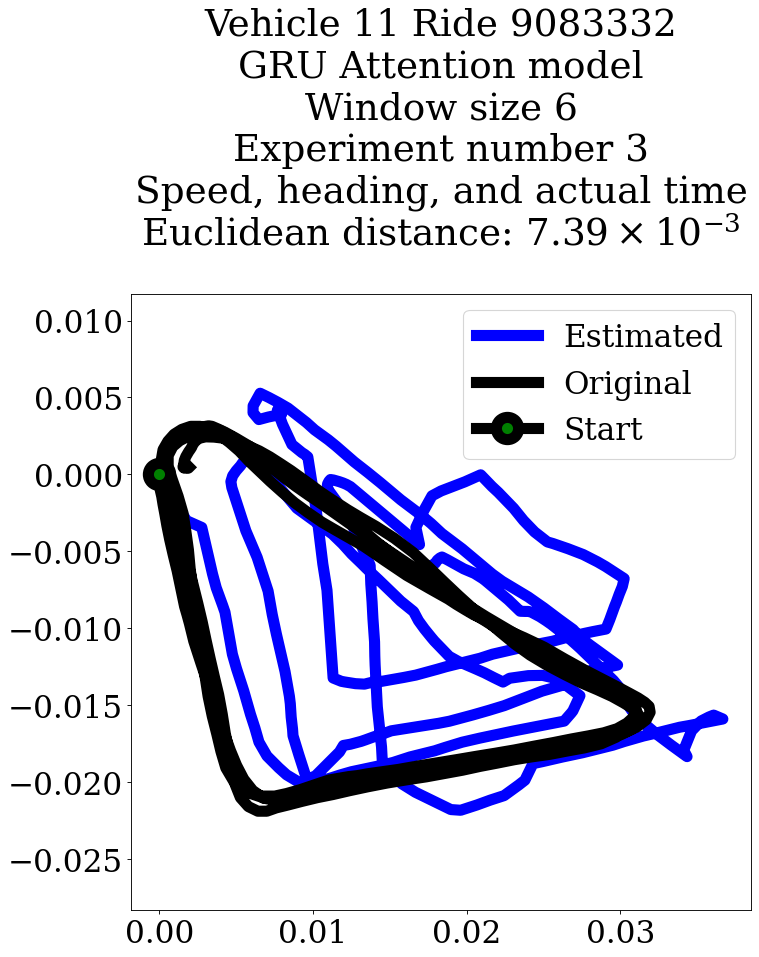 Vehicle 11 Ride 9083332
GRU Attention model
Window size 6
Experiment number 3
Speed, heading, and actual time
Euclidean distance: 7.39 × 10⁻³
Estimated
Original
Start
0.010
0.005
0.000
−0.005
−0.010
−0.015
−0.020
−0.025
0.00 0.01 0.02 0.03